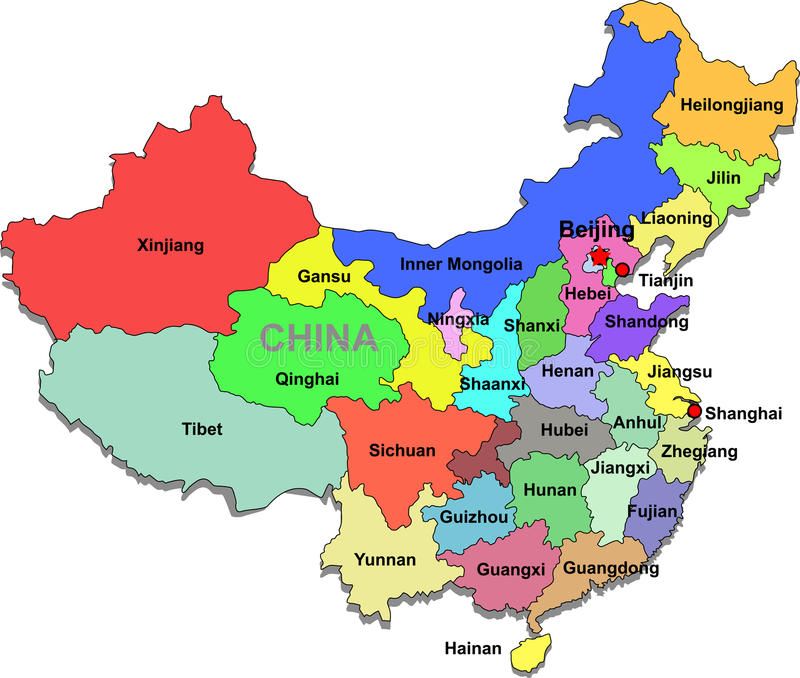 Heilongjiang
Jilin
Liaoning
Beijing
Xinjiang
Inner Mongolia
Gansu
Tianjin
Hebei
Ningxia
Shanxi
Shandong
CHINA
Qinghai
Shaanxi
Henan
Jiangsu
Shanghai
Tibet
Sichuan
Hubei
Anhul
Zhegiang
Jiangxi
Hunan
Guizhou
Fujian
Yunnan
Guangxi
Guangdong
Hainan